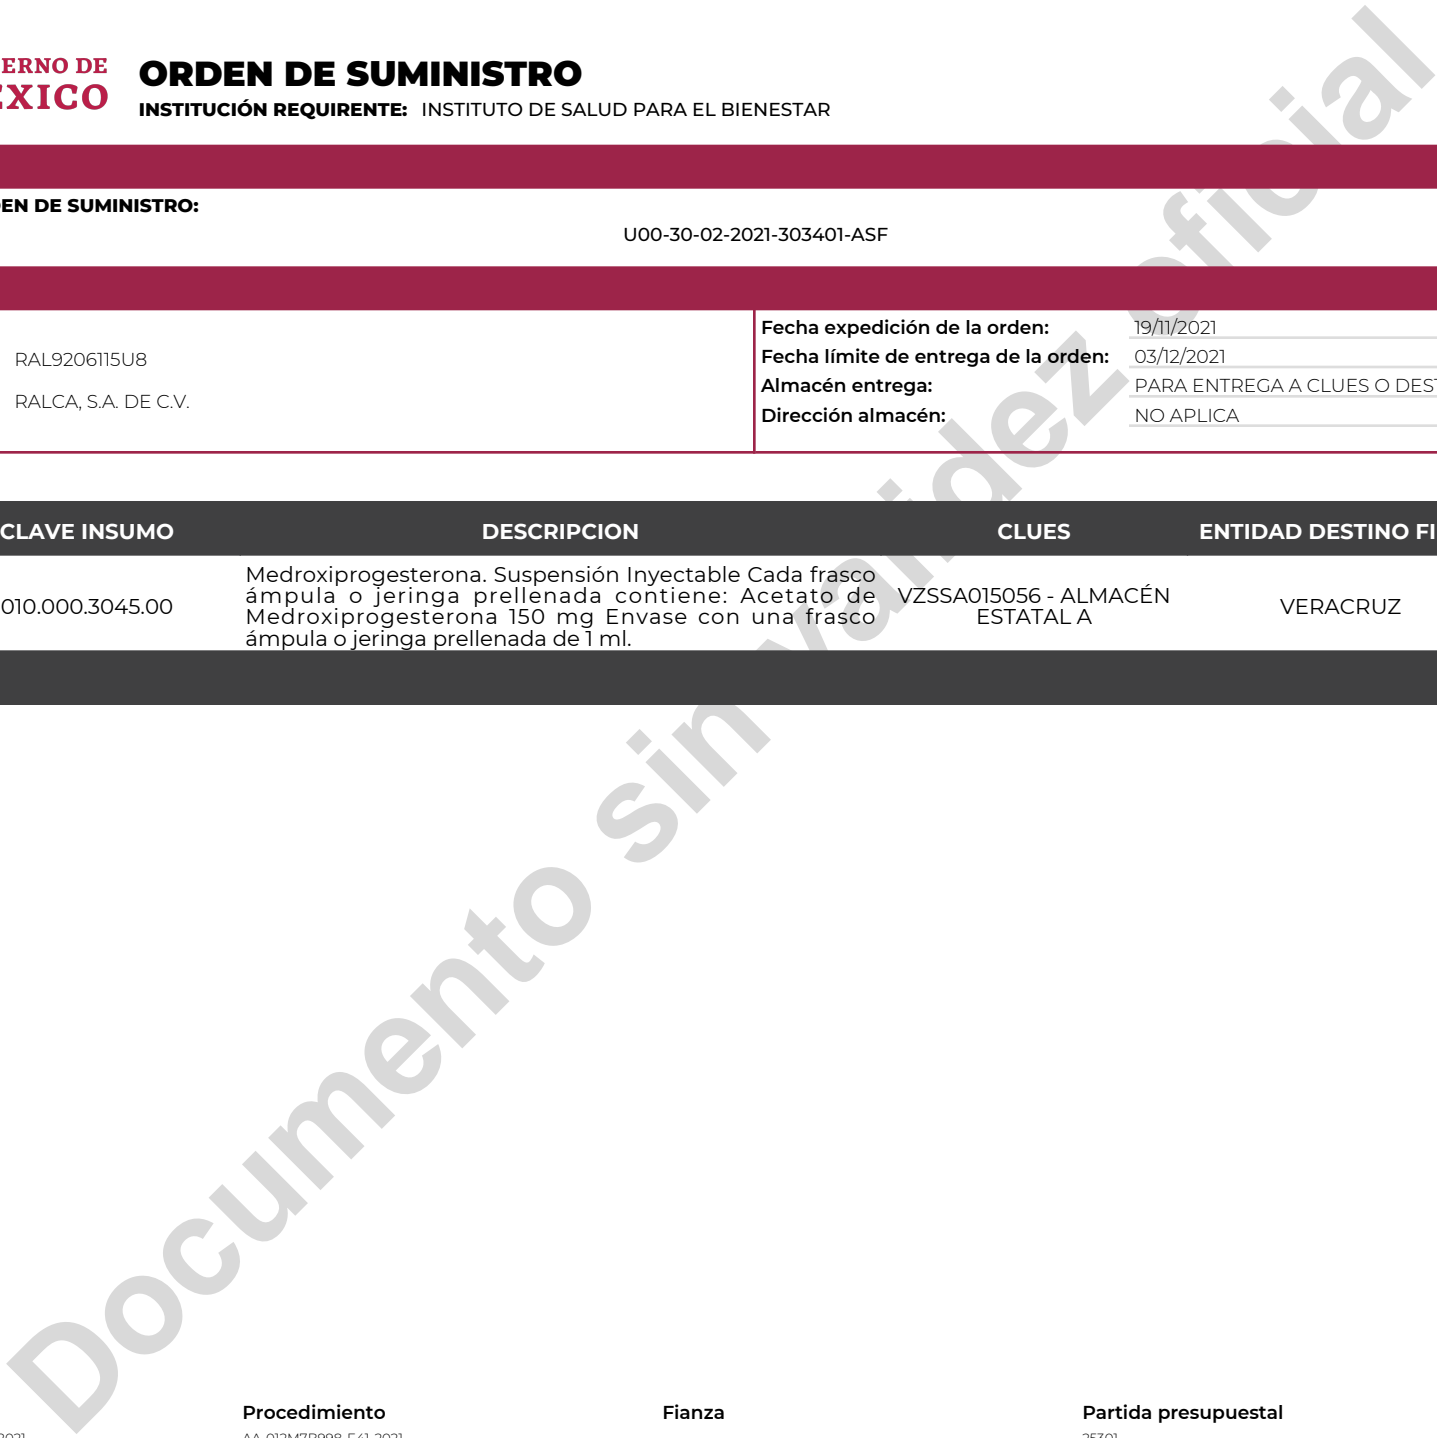 ERNO DE
ÉXICO
ORDEN DE SUMINISTRO
INSTITUCIÓN REQUIRENTE: INSTITUTO DE SALUD PARA EL BIENESTAR
EN DE SUMINISTRO:
U00-30-02-2021-303401-ASF
RAL9206115U8
RALCA, S.A. DE C.V.
Fecha expedición de la orden: 19/11/2021
Fecha límite de entrega de la orden: 03/12/2021
Almacén entrega: PARA ENTREGA A CLUES O DEST
Dirección almacén: NO APLICA
CLAVE INSUMO DESCRIPCION CLUES ENTIDAD DESTINO FI
010.000.3045.00
Medroxiprogesterona. Suspensión Inyectable Cada frasco
ámpula o jeringa prellenada contiene: Acetato de
Medroxiprogesterona 150 mg Envase con una frasco
ámpula o jeringa prellenada de 1 ml.
VZSSA015056 - ALMACÉN
ESTATAL A
VERACRUZ
Documento sin validez oficial
Procedimiento Fianza Partida presupuestal